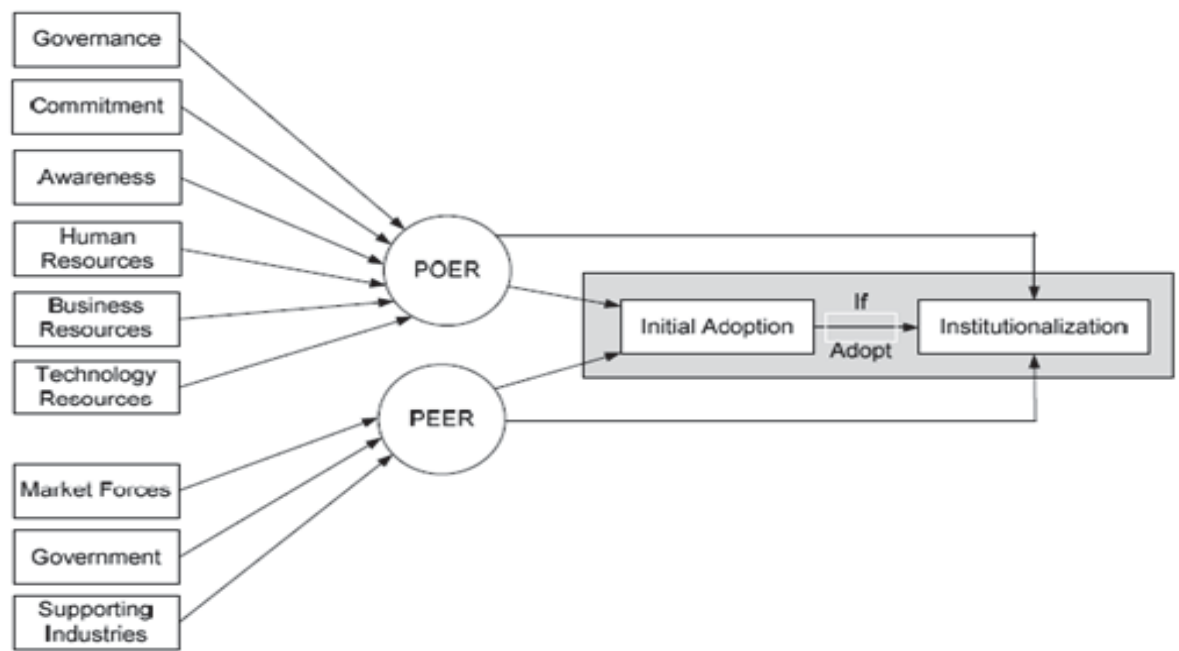 Governance
Commitment
Awareness
Human
Resources
Business
Resources
Technology
Resources
Market Forces
Government
Supporting
Industries
POER
PEER
Initial Adoption
If
Adopt
Institutionalization